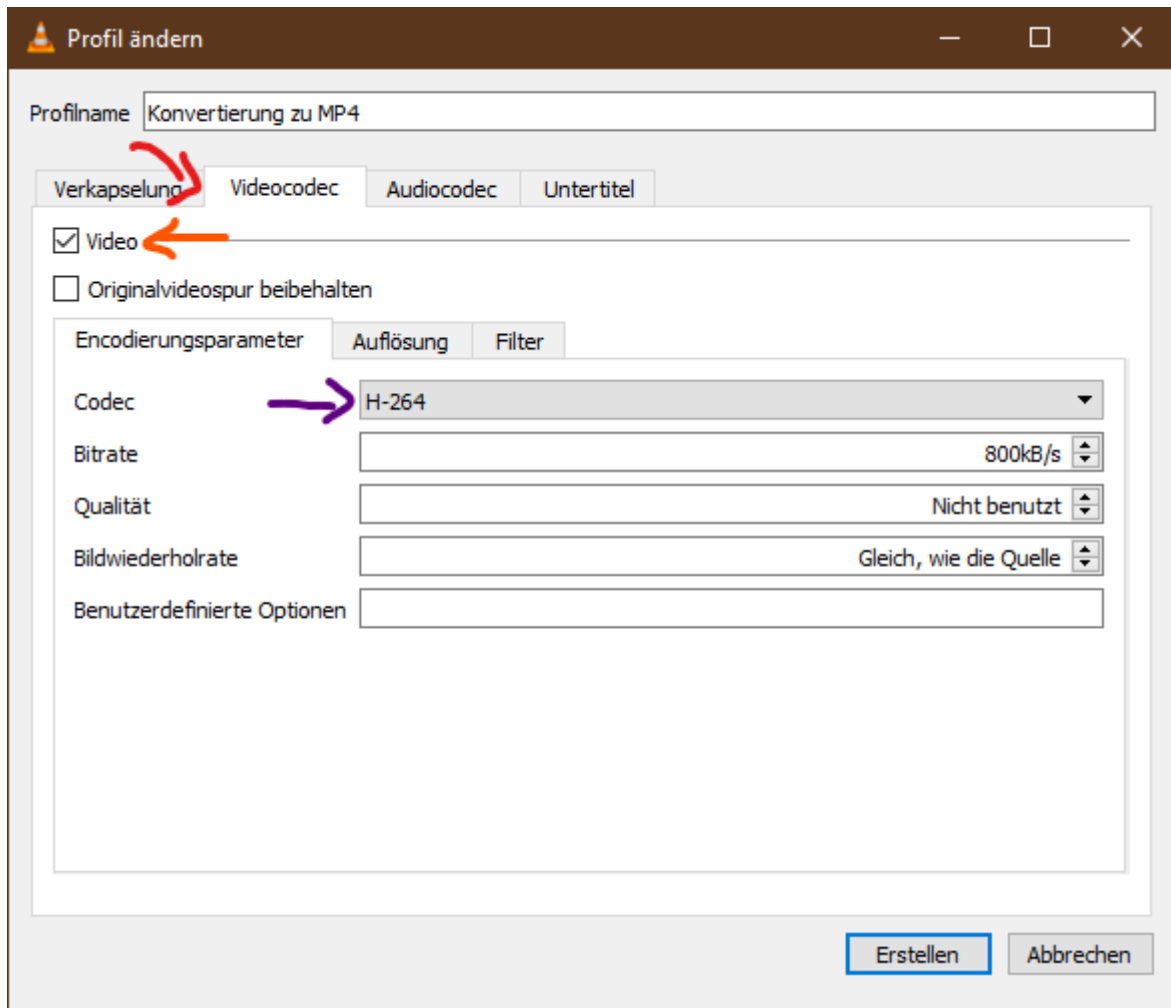 Profil ändern
Profilname Konvertierung zu MP4
Verkapselung Videocodec Audiocodec Untertitel
Video
Originalvideospur beibehalten
Encodierungsparameter Auflösung Filter
Codec H-264
Bitrate 800kB/s
Qualität Nicht benutzt
Bildwiederholrate Gleich, wie die Quelle
Benutzerdefinierte Optionen
Erstellen Abbrechen